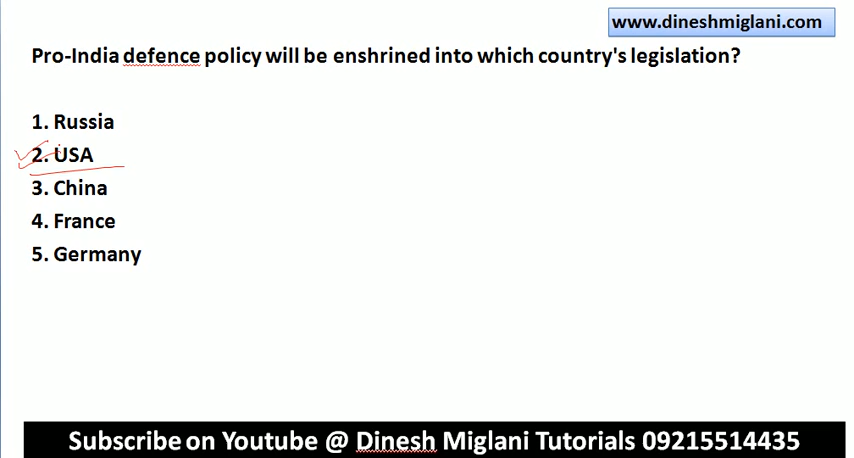 www.dineshmiglani.com
Pro-India defence policy will be enshrined into which country's legislation?
1. Russia
2. USA
3. China
4. France
5. Germany
Subscribe on Youtube @ Dinesh Miglani Tutorials 09215514435